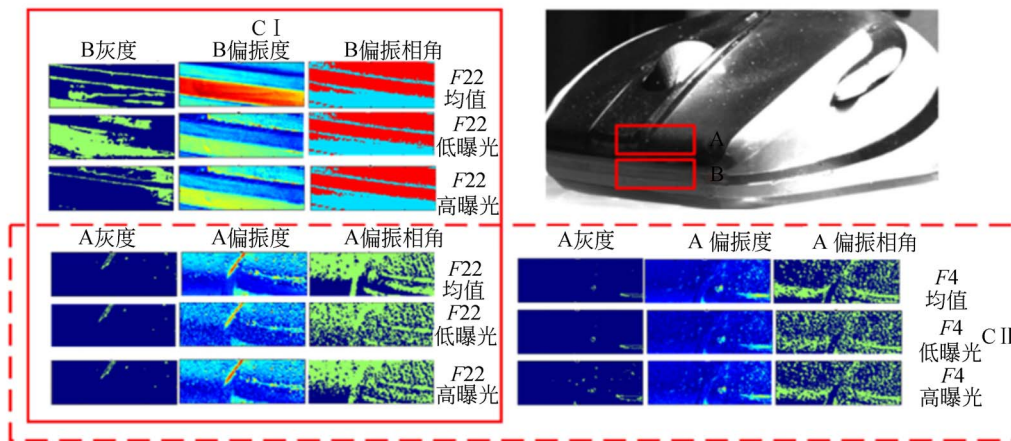 C I
B灰度 B偏振度 B偏振相角
F22
均值
F22
低曝光
F22
高曝光
A
B
A灰度 A偏振度 A偏振相角
F22
均值
F22
低曝光
F22
高曝光
A灰度 A 偏振度 A 偏振相角
F4
均值
F4
低曝光
F4
高曝光
C II